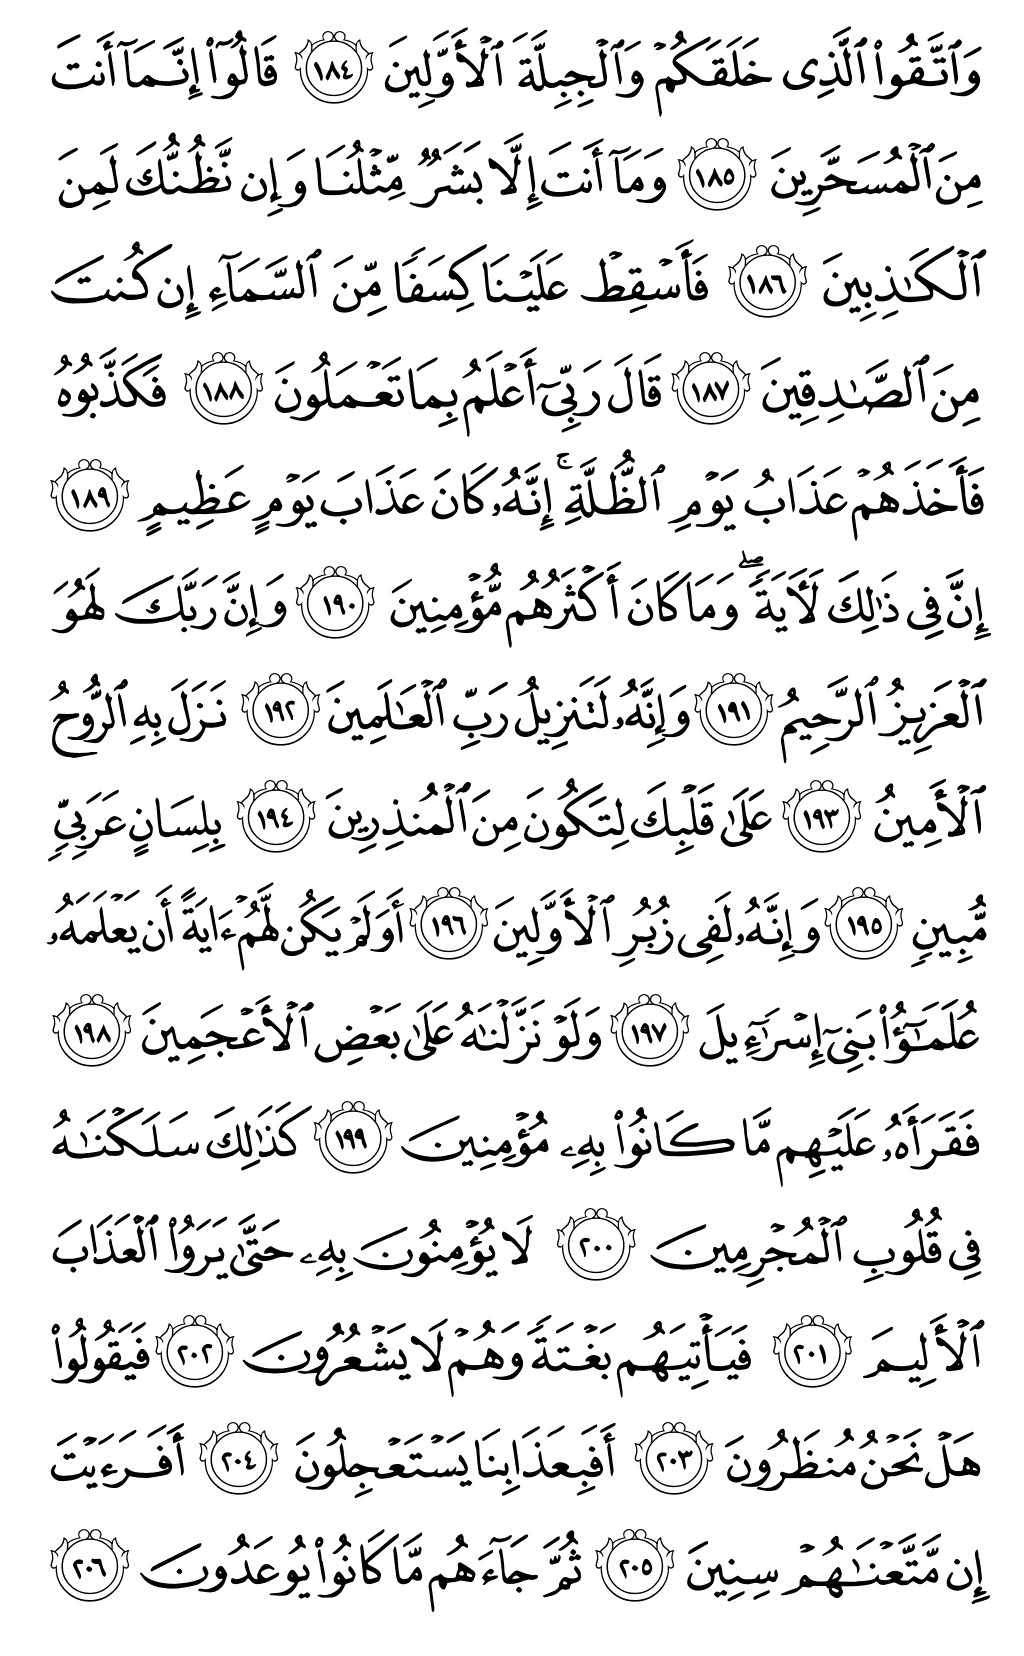 وَٱتَّقُوا۟ ٱلَّذِى خَلَقَكُمْ وَٱلْجِبِلَّةَ ٱلْأَوَّلِينَ ١٨٤ قَالُوٓا۟ إِنَّمَآ أَنتَ
مِنَ ٱلْمُسَحَّرِينَ ١٨٥ وَمَآ أَنتَ إِلَّا بَشَرٌ مِّثْلُنَا وَإِن نَّظُنُّكَ لَمِنَ
ٱلْكَـٰذِبِينَ ١٨٦ فَأَسْقِطْ عَلَيْنَا كِسَفًا مِّنَ ٱلسَّمَآءِ إِن كُنتَ
مِنَ ٱلصَّـٰدِقِينَ ١٨٧ قَالَ رَبِّىٓ أَعْلَمُ بِمَا تَعْمَلُونَ ١٨٨ فَكَذَّبُوهُ
فَأَخَذَهُمْ عَذَابُ يَوْمِ ٱلظُّلَّةِ ۚ إِنَّهُۥ كَانَ عَذَابَ يَوْمٍ عَظِيمٍ ١٨٩
إِنَّ فِى ذَٰلِكَ لَـَٔايَةً ۖ وَمَا كَانَ أَكْثَرُهُم مُّؤْمِنِينَ ١٩٠ وَإِنَّ رَبَّكَ لَهُوَ
ٱلْعَزِيزُ ٱلرَّحِيمُ ١٩١ وَإِنَّهُۥ لَتَنزِيلُ رَبِّ ٱلْعَـٰلَمِينَ ١٩٢ نَزَلَ بِهِ ٱلرُّوحُ
ٱلْأَمِينُ ١٩٣ عَلَىٰ قَلْبِكَ لِتَكُونَ مِنَ ٱلْمُنذِرِينَ ١٩٤ بِلِسَانٍ عَرَبِىٍّ
مُّبِينٍ ١٩٥ وَإِنَّهُۥ لَفِى زُبُرِ ٱلْأَوَّلِينَ ١٩٦ أَوَلَمْ يَكُن لَّهُمْ ءَايَةً أَن يَعْلَمَهُۥ
عُلَمَـٰٓؤُا۟ بَنِىٓ إِسْرَٰٓءِيلَ ١٩٧ وَلَوْ نَزَّلْنَـٰهُ عَلَىٰ بَعْضِ ٱلْأَعْجَمِينَ ١٩٨
فَقَرَأَهُۥ عَلَيْهِم مَّا كَانُوا۟ بِهِۦ مُؤْمِنِينَ ١٩٩ كَذَٰلِكَ سَلَكْنَـٰهُ
فِى قُلُوبِ ٱلْمُجْرِمِينَ ٢٠٠ لَا يُؤْمِنُونَ بِهِۦ حَتَّىٰ يَرَوُا۟ ٱلْعَذَابَ
ٱلْأَلِيمَ ٢٠١ فَيَأْتِيَهُم بَغْتَةً وَهُمْ لَا يَشْعُرُونَ ٢٠٢ فَيَقُولُوا۟
هَلْ نَحْنُ مُنظَرُونَ ٢٠٣ أَفَبِعَذَابِنَا يَسْتَعْجِلُونَ ٢٠٤ أَفَرَءَيْتَ
إِن مَّتَّعْنَـٰهُمْ سِنِينَ ٢٠٥ ثُمَّ جَآءَهُم مَّا كَانُوا۟ يُوعَدُونَ ٢٠٦